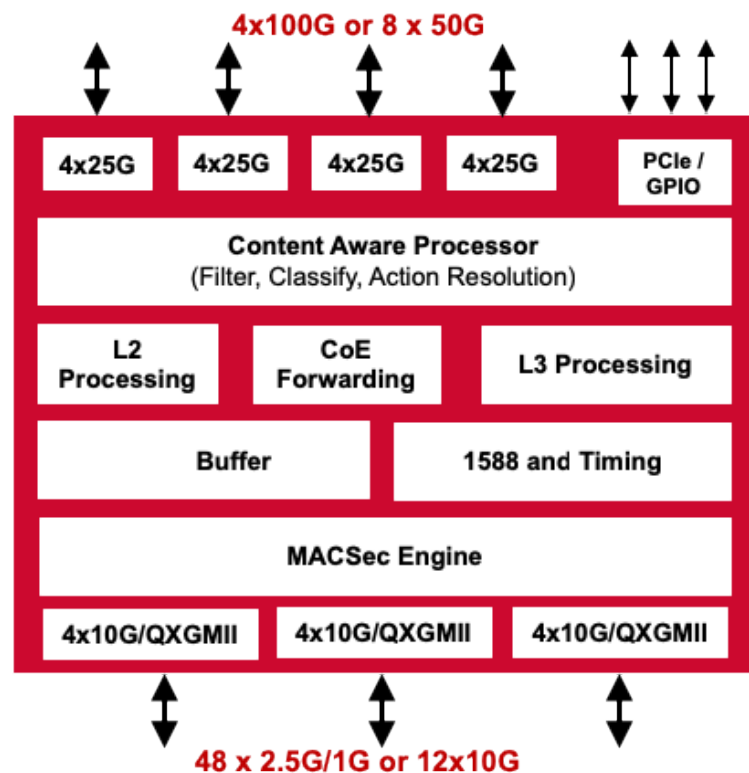 4x100G or 8 x 50G
4x25G
4x25G
4x25G
4x25G
PCIe /
GPIO
Content Aware Processor
(Filter, Classify, Action Resolution)
L2
Processing
CoE
Forwarding
L3 Processing
Buffer
1588 and Timing
MACSec Engine
4x10G/QXGMII
4x10G/QXGMII
4x10G/QXGMII
48 x 2.5G/1G or 12x10G